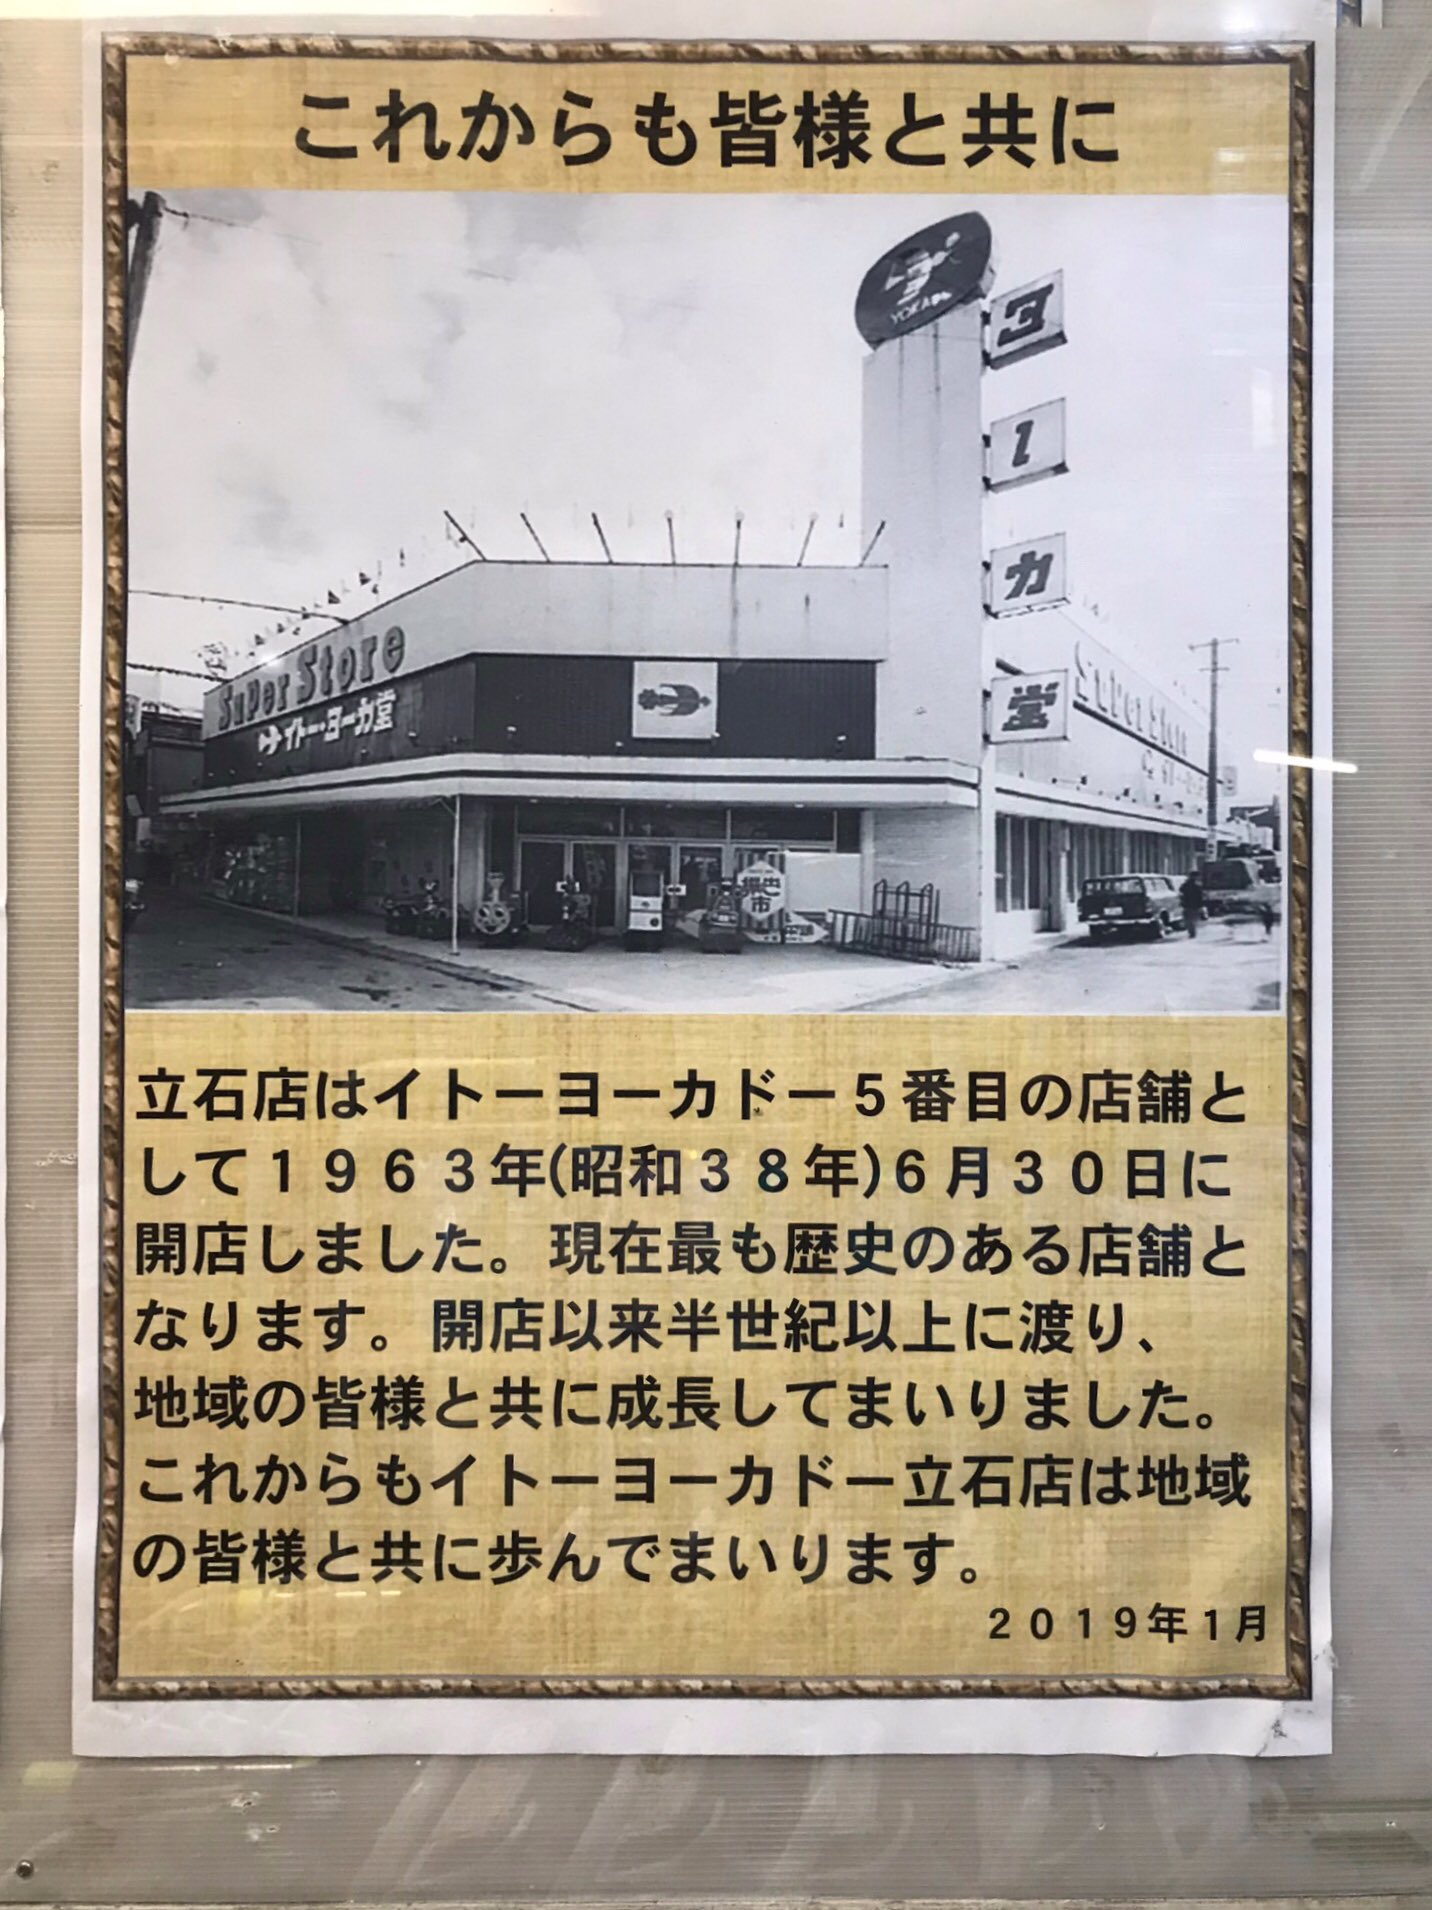 これからも皆様と共に
ヨーカ堂
Super Store
イトー・ヨーカ堂
市
立石店はイトーヨーカドー５番目の店舗と
して１９６３年(昭和３８年)６月３０日に
開店しました。現在最も歴史のある店舗と
なります。開店以来半世紀以上に渡り、
地域の皆様と共に成長してまいりました。
これからもイトーヨーカドー立石店は地域
の皆様と共に歩んでまいります。
２０１９年１月